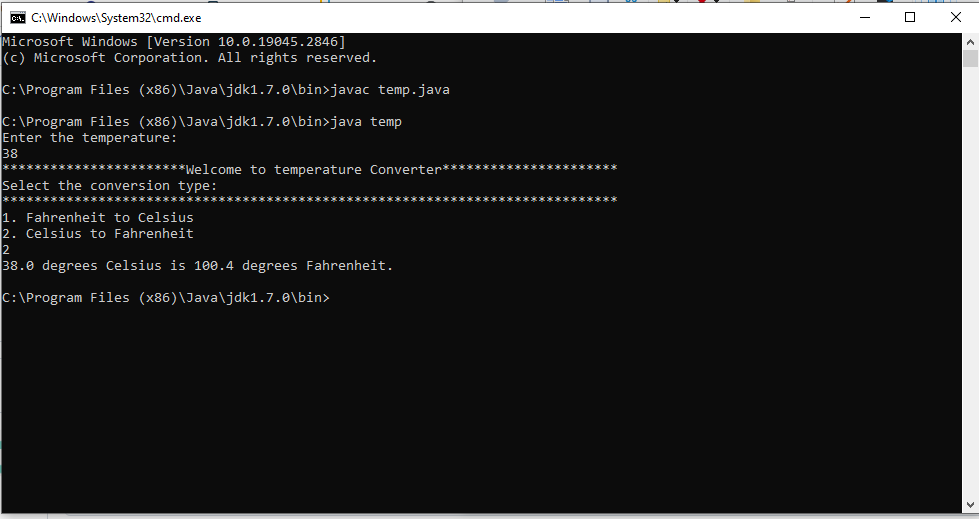 C:\Windows\System32\cmd.exe
Microsoft Windows [Version 10.0.19045.2846]
(c) Microsoft Corporation. All rights reserved.
C:\Program Files (x86)\Java\jdk1.7.0\bin>javac temp.java
C:\Program Files (x86)\Java\jdk1.7.0\bin>java temp
Enter the temperature:
38
***********************Welcome to temperature Converter**********************
Select the conversion type:
*****************************************************************************
1. Fahrenheit to Celsius
2. Celsius to Fahrenheit
2
38.0 degrees Celsius is 100.4 degrees Fahrenheit.
C:\Program Files (x86)\Java\jdk1.7.0\bin>